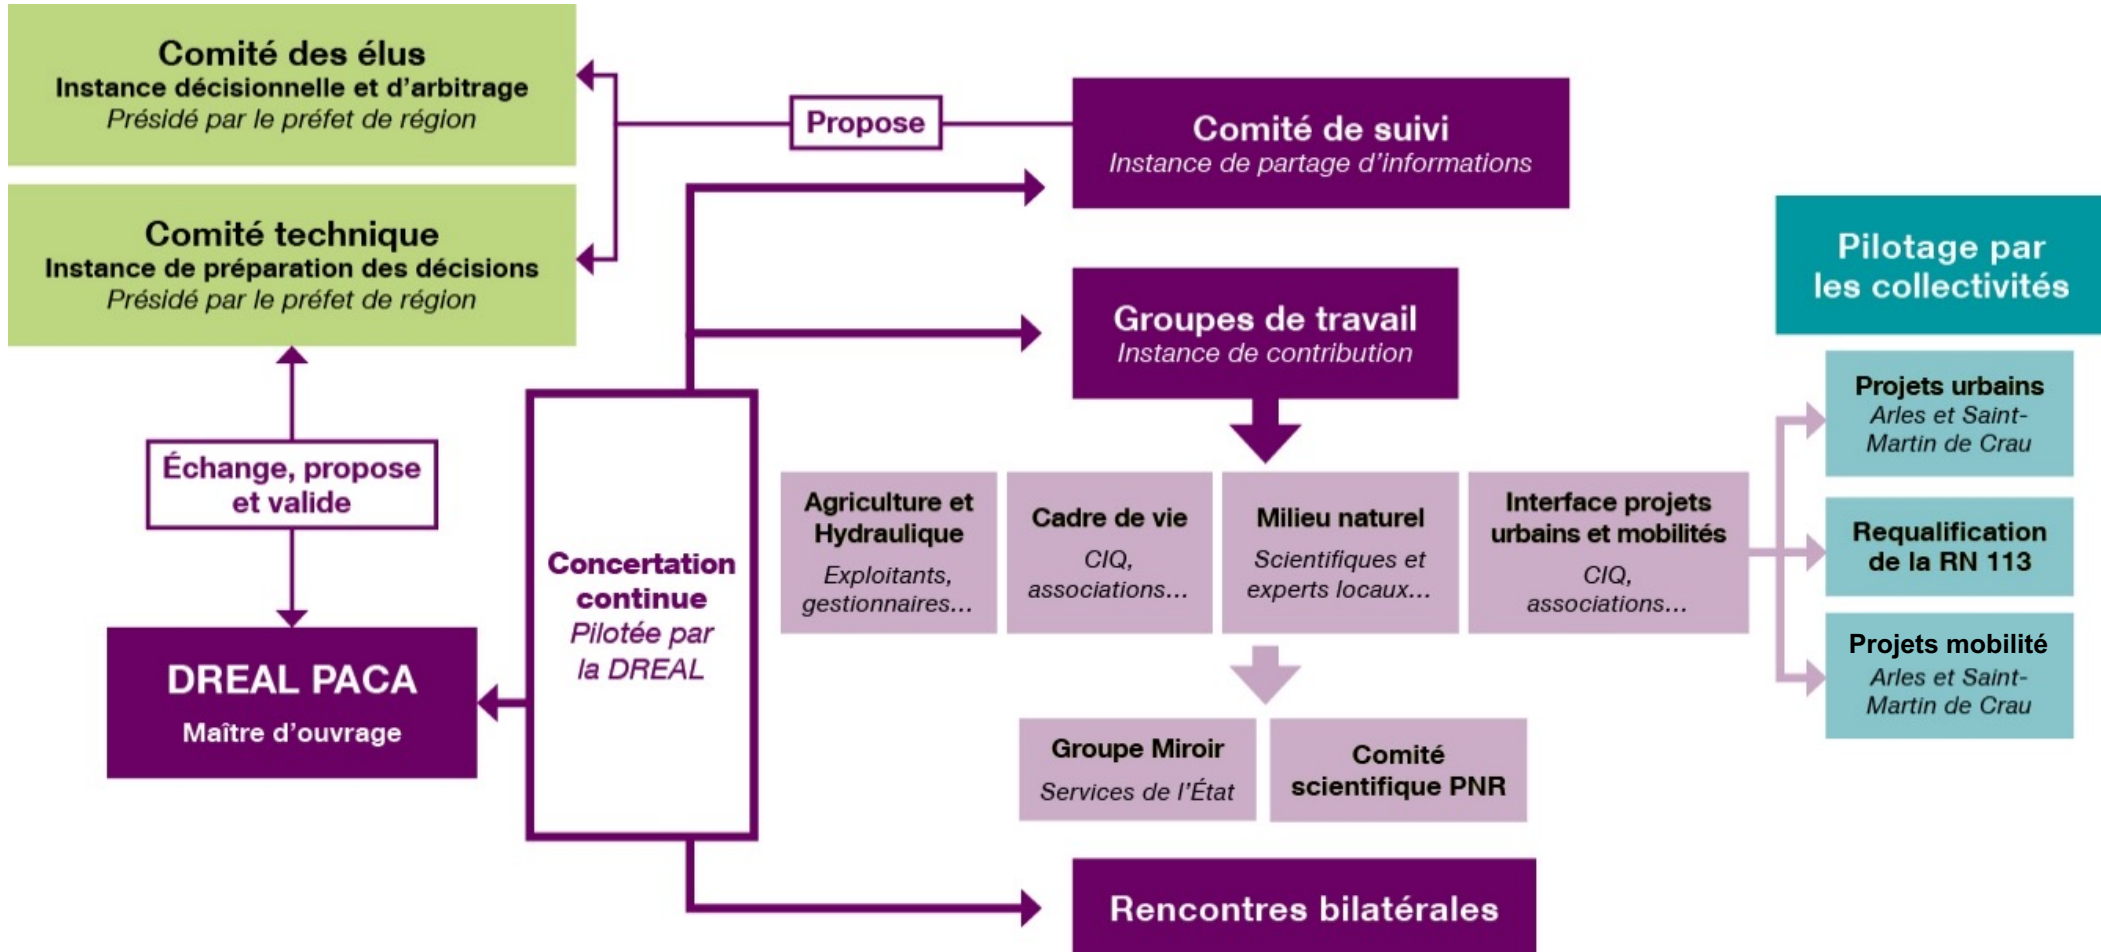 Comité des élus
Instance décisionnelle et d'arbitrage
Présidé par le préfet de région
Comité technique
Instance de préparation des décisions
Présidé par le préfet de région
Propose
Comité de suivi
Instance de partage d'informations
Groupes de travail
Instance de contribution
Pilotage par
les collectivités
Échange, propose
et valide
Concertation
continue
Pilotée par
la DREAL
DREAL PACA
Maître d'ouvrage
Agriculture et
Hydraulique
Exploitants,
gestionnaires…
Cadre de vie
CIQ,
associations…
Milieu naturel
Scientifiques et
experts locaux…
Interface projets
urbains et mobilités
CIQ,
associations…
Projets urbains
Arles et Saint-
Martin de Crau
Requalification
de la RN 113
Projets mobilité
Arles et Saint-
Martin de Crau
Groupe Miroir
Services de l'État
Comité
scientifique PNR
Rencontres bilatérales